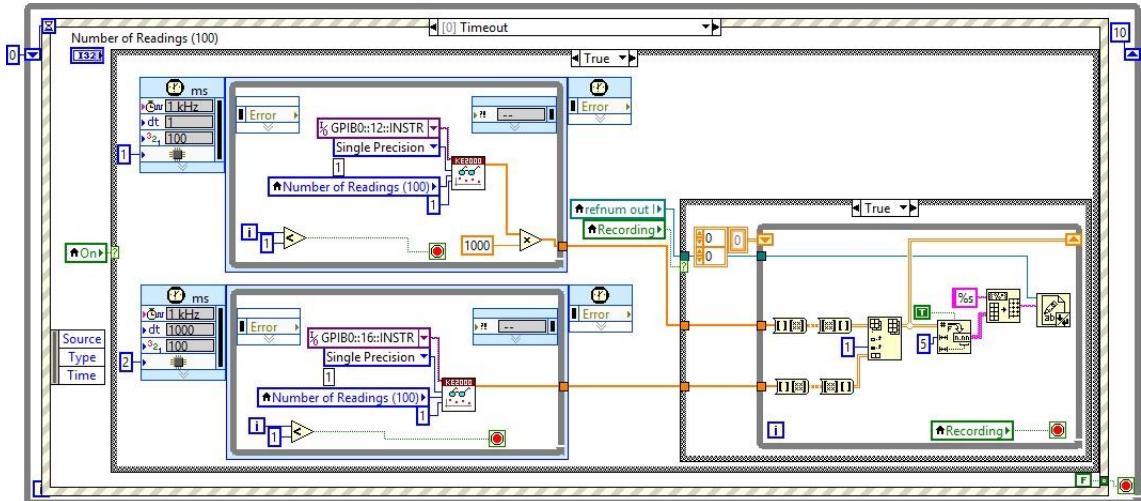 [0] Timeout
Number of Readings (100)
I32
0
10
True
ms
1 kHz
dt 1
100
1
Error
GPIB0::12::INSTR
Single Precision
1
KE2000
Number of Readings (100)
1
i
1
--
Error
1000
refnum out
Recording
On
ms
1 kHz
dt 1000
100
2
Error
GPIB0::16::INSTR
Single Precision
1
KE2000
Number of Readings (100)
1
i
1
--
Error
Source
Type
Time
True
0
0
0
%s
T
1
5
i
Recording
i
F